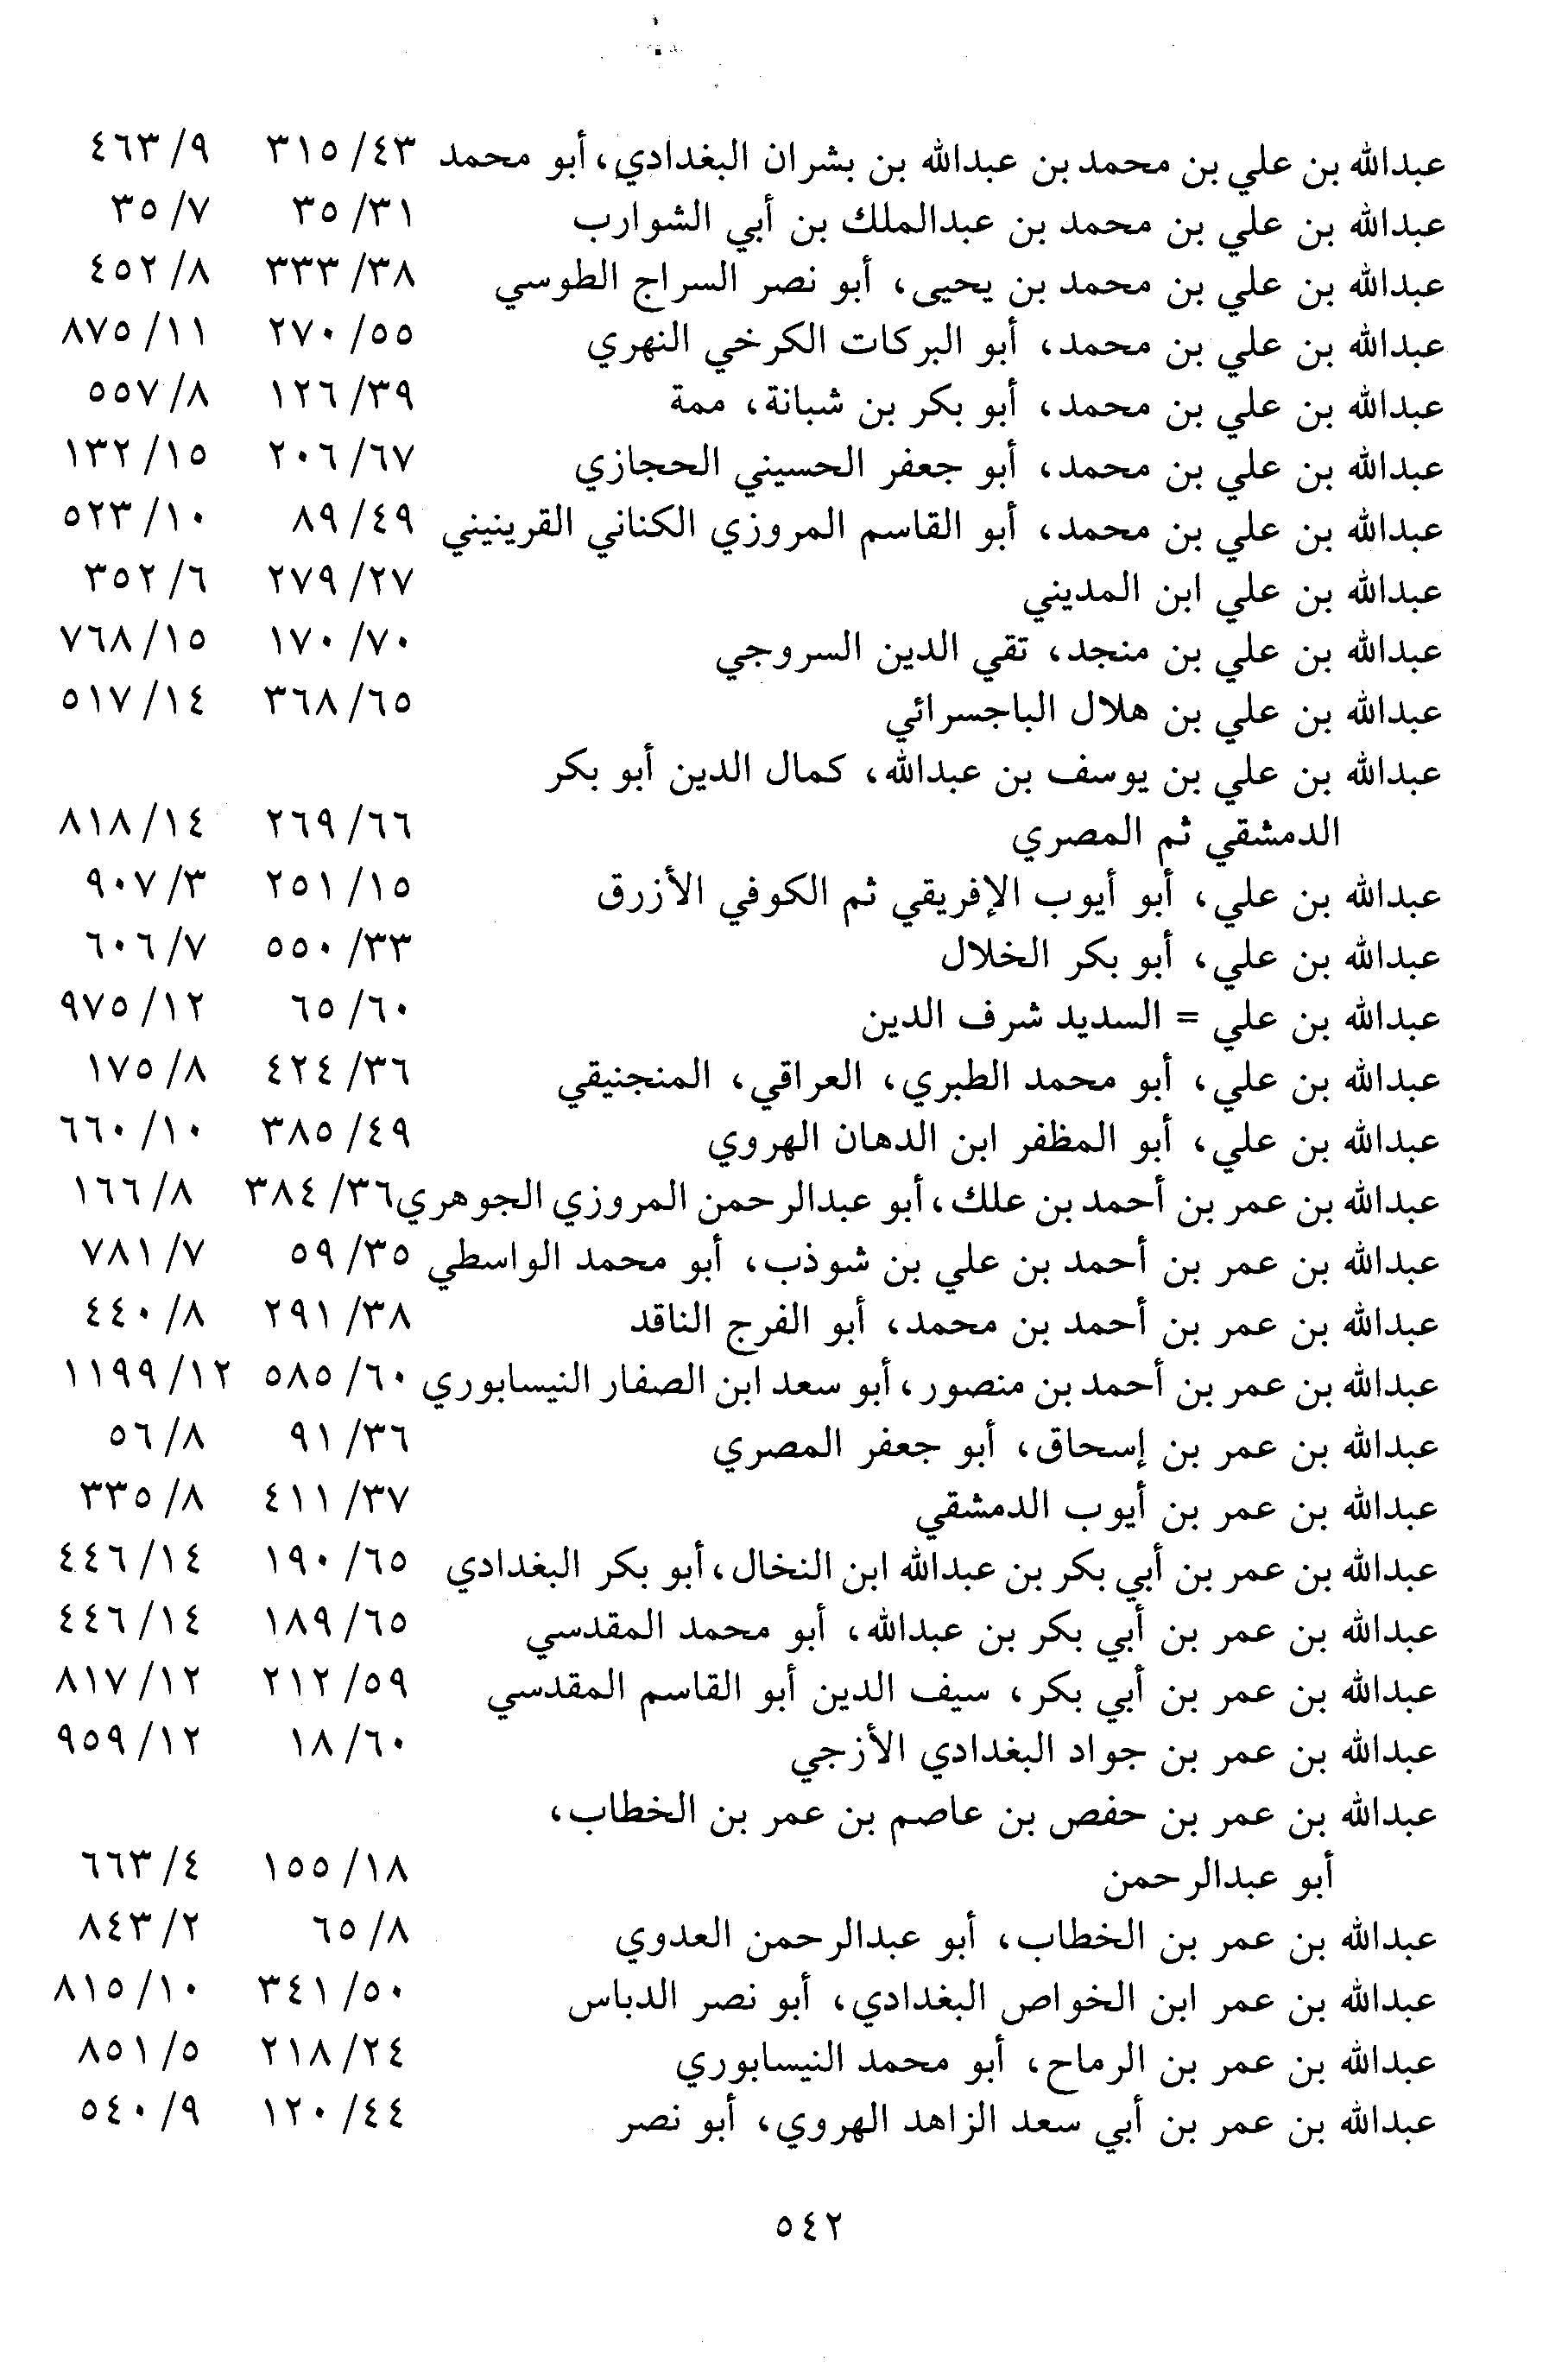 عبدالله بن علي بن محمد بن عبدالله بن بشران البغدادي، أبو محمد ٤٣/ ٣١٥ ٩/ ٤٦٣
عبدالله بن علي بن محمد بن عبدالملك بن أبي الشوارب ٣١/ ٣٥ ٧/ ٣٥
عبدالله بن علي بن محمد بن يحيى، أبو نصر السراج الطوسي ٣٨/ ٣٣٣ ٨/ ٤٥٢
عبدالله بن علي بن محمد، أبو البركات الكرخي النهري ٥٥/ ٢٧٠ ١١/ ٨٧٥
عبدالله بن علي بن محمد، أبو بكر بن شبانة، ممة ٣٩/ ١٢٦ ٨/ ٥٥٧
عبدالله بن علي بن محمد، أبو جعفر الحسيني الحجازي ٦٧/ ٢٠٦ ١٥/ ١٣٢
عبدالله بن علي بن محمد، أبو القاسم المروزي الكناني القرينيني ٤٩/ ٨٩ ١٠/ ٥٢٣
عبدالله بن علي ابن المديني ٢٧/ ٢٧٩ ٦/ ٣٥٢
عبدالله بن علي بن منجد، تقي الدين السروجي ٧٠/ ١٧٠ ١٥/ ٧٦٨
عبدالله بن علي بن هلال الباجسرائي ٦٥/ ٣٦٨ ١٤/ ٥١٧
عبدالله بن علي بن يوسف بن عبدالله، كمال الدين أبو بكر
الدمشقي ثم المصري ٦٦/ ٢٦٩ ١٤/ ٨١٨
عبدالله بن علي، أبو أيوب الإفريقي ثم الكوفي الأزرق ١٥/ ٢٥١ ٣/ ٩٠٧
عبدالله بن علي، أبو بكر الخلال ٣٣/ ٥٥٠ ٧/ ٦٠٦
عبدالله بن علي = السديد شرف الدين ٦٠/ ٦٥ ١٢/ ٩٧٥
عبدالله بن علي، أبو محمد الطبري، العراقي، المنجنيقي ٣٦/ ٤٢٤ ٨/ ١٧٥
عبدالله بن علي، أبو المظفر ابن الدهان الهروي ٤٩/ ٣٨٥ ١٠/ ٦٦٠
عبدالله بن عمر بن أحمد بن علك، أبو عبدالرحمن المروزي الجوهري ٣٦/ ٣٨٤ ٨/ ١٦٦
عبدالله بن عمر بن أحمد بن علي بن شوذب، أبو محمد الواسطي ٣٥/ ٥٩ ٧/ ٧٨١
عبدالله بن عمر بن أحمد بن محمد، أبو الفرج الناقد ٣٨/ ٢٩١ ٨/ ٤٤٠
عبدالله بن عمر بن أحمد بن منصور، أبو سعد ابن الصفار النيسابوري ٦٠/ ٥٨٥ ١٢/ ١١٩٩
عبدالله بن عمر بن إسحاق، أبو جعفر المصري ٣٦/ ٩١ ٨/ ٥٦
عبدالله بن عمر بن أيوب الدمشقي ٣٧/ ٤١١ ٨/ ٣٣٥
عبدالله بن عمر بن أبي بكر بن عبدالله ابن النخال، أبو بكر البغدادي ٦٥/ ١٩٠ ١٤/ ٤٤٦
عبدالله بن عمر بن أبي بكر بن عبدالله، أبو محمد المقدسي ٦٥/ ١٨٩ ١٤/ ٤٤٦
عبدالله بن عمر بن أبي بكر، سيف الدين أبو القاسم المقدسي ٥٩/ ٢١٢ ١٢/ ٨١٧
عبدالله بن عمر بن جواد البغدادي الأزجي ٦٠/ ١٨ ١٢/ ٩٥٩
عبدالله بن عمر بن حفص بن عاصم بن عمر بن الخطاب،
أبو عبدالرحمن ١٨/ ١٥٥ ٤/ ٦٦٣
عبدالله بن عمر بن الخطاب، أبو عبدالرحمن العدوي ٨/ ٦٥ ٢/ ٨٤٣
عبدالله بن عمر ابن الخواص البغدادي، أبو نصر الدباس ٥٠/ ٣٤١ ١٠/ ٨١٥
عبدالله بن عمر بن الرماح، أبو محمد النيسابوري ٢٤/ ٢١٨ ٥/ ٨٥١
عبدالله بن عمر بن أبي سعد الزاهد الهروي، أبو نصر ٤٤/ ١٢٠ ٩/ ٥٤٠
٥٤٢